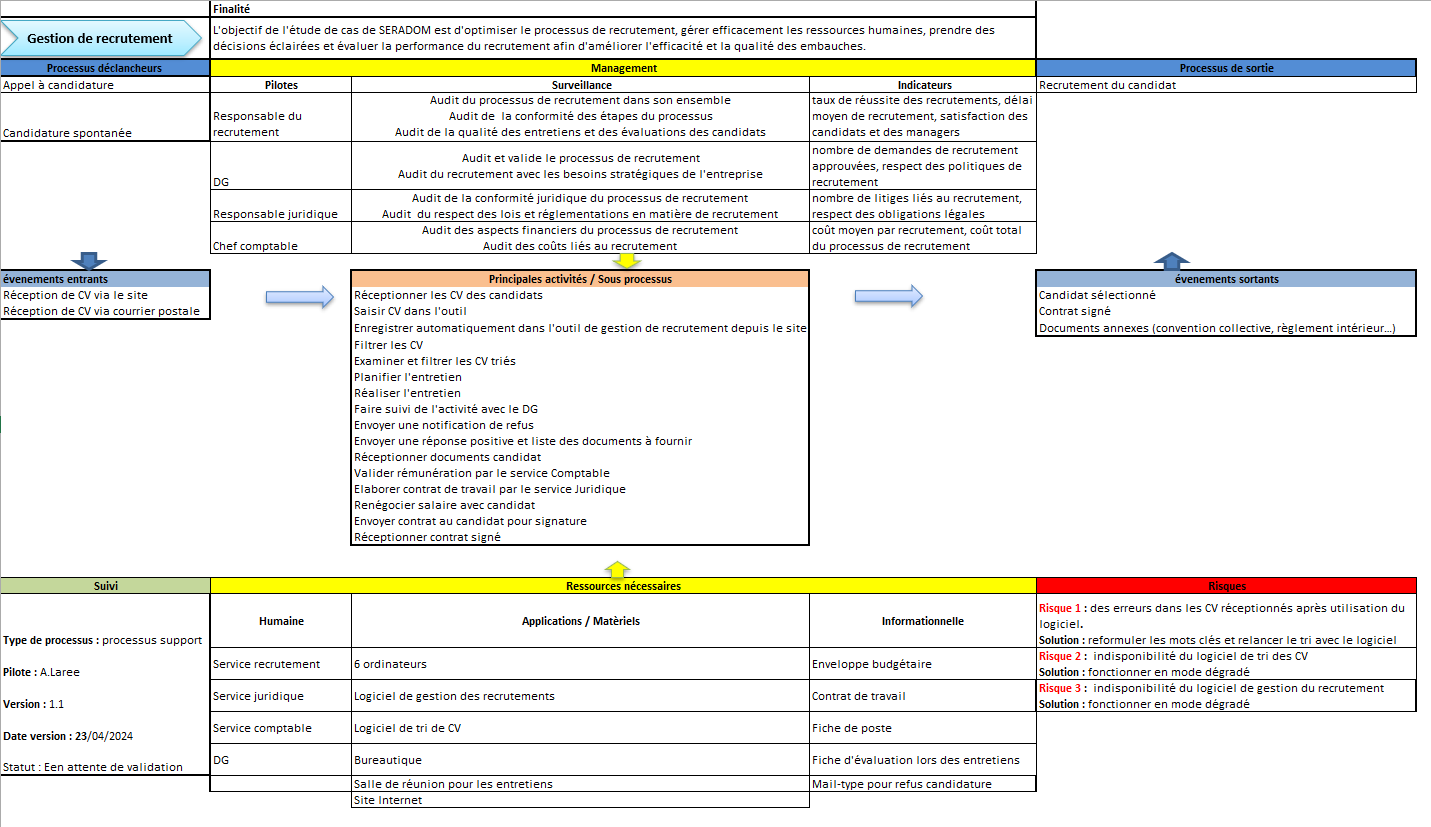 Finalité
Gestion de recrutement
L'objectif de l'étude de cas de SERADOM est d'optimiser le processus de recrutement, gérer efficacement les ressources humaines, prendre des
décisions éclairées et évaluer la performance du recrutement afin d'améliorer l'efficacité et la qualité des embauches.
Processus déclancheurs
Management
Processus de sortie
Appel à candidature
Pilotes
Surveillance
Indicateurs
Recrutement du candidat
Candidature  spontanée
Responsable du
recrutement
Audit du processus de recrutement dans son ensemble
Audit de  la conformité des étapes du processus
Audit de la qualité des entretiens et des évaluations des candidats
taux de réussite des recrutements, délai
moyen de recrutement, satisfaction des
candidats et des managers
DG
Audit et valide le processus de recrutement
Audit du recrutement avec les besoins stratégiques de l'entreprise
nombre de demandes de recrutement
approuvées, respect des politiques de
recrutement
Responsable juridique
Audit de la conformité juridique du processus de recrutement
Audit  du respect des lois et réglementations en matière de recrutement
nombre de litiges liés au recrutement,
respect des obligations légales
Chef comptable
Audit des aspects financiers du processus de recrutement
Audit des coûts liés au recrutement
coût moyen par recrutement, coût total
du processus de recrutement
évenements entrants
Réception de CV via le site
Réception de CV via courrier postale
Principales activités / Sous processus
Réceptionner les CV des candidats
Saisir CV dans l'outil
Enregistrer automatiquement dans l'outil de gestion de recrutement depuis le site
Filtrer les CV
Examiner et filtrer les CV triés
Planifier l'entretien
Réaliser l'entretien
Faire suivi de l'activité avec le DG
Envoyer une notification de refus
Envoyer une réponse positive et liste des documents à fournir
Réceptionner documents candidat
Valider rémunération par le service Comptable
Elaborer contrat de travail par le service Juridique
Renégocier salaire avec candidat
Envoyer contrat au candidat pour signature
Réceptionner contrat signé
évenements sortants
Candidat sélectionné
Contrat signé
Documents annexes (convention collective, règlement intérieur...)
Suivi
Type de processus : processus support
Pilote : A.Laree
Version : 1.1
Date version : 23/04/2024
Statut : Een attente de validation
Ressources nécessaires
Humaine
Applications / Matèriels
Informationnelle
Service recrutement
6 ordinateurs
Enveloppe budgétaire
Service juridique
Logiciel de gestion des recrutements
Contrat de travail
Service comptable
Logiciel de tri de CV
Fiche de poste
DG
Bureautique
Fiche d'évaluation lors des entretiens
Salle de réunion pour les entretiens
Mail-type pour refus candidature
Site Internet
Risques
Risque 1 : des erreurs dans les CV réceptionnés après utilisation du
logiciel.
Solution : reformuler les mots clés et relancer le tri avec le logiciel
Risque 2 :  indisponibilité du logiciel de tri des CV
Solution : fonctionner en mode dégradé
Risque 3 :  indisponibilité du logiciel de gestion du recrutement
Solution : fonctionner en mode dégradé